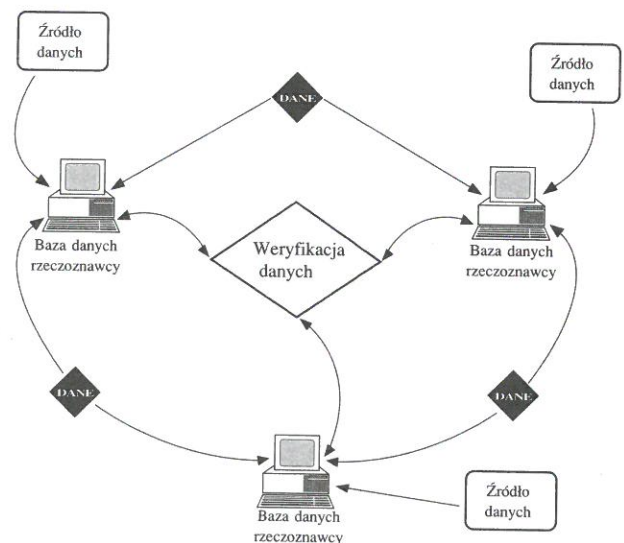 Źródło
danych
Źródło
danych
DANE
Baza danych
rzeczoznawcy
Weryfikacja
danych
Baza danych
rzeczoznawcy
DANE
DANE
Źródło
danych
Baza danych
rzeczoznawcy